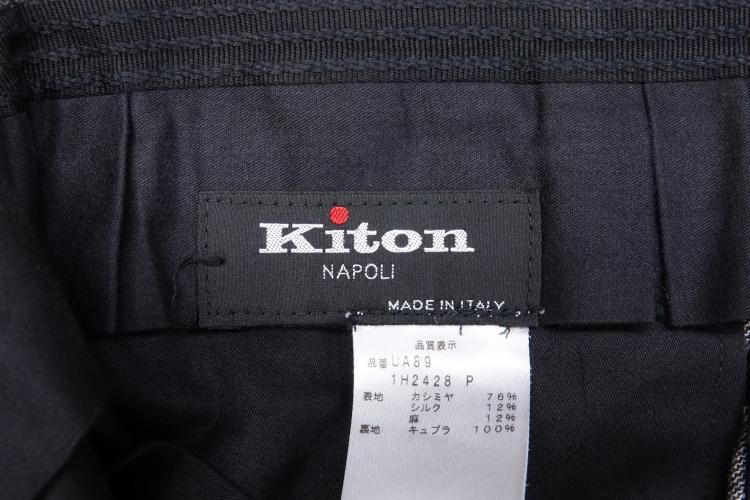 Kiton
NAPOLI
MADE IN ITALY
品質表示
品番 UA89
1H2428 P
表地 カシミヤ 76%
シルク 12%
麻 12%
裏地 キュプラ 100%